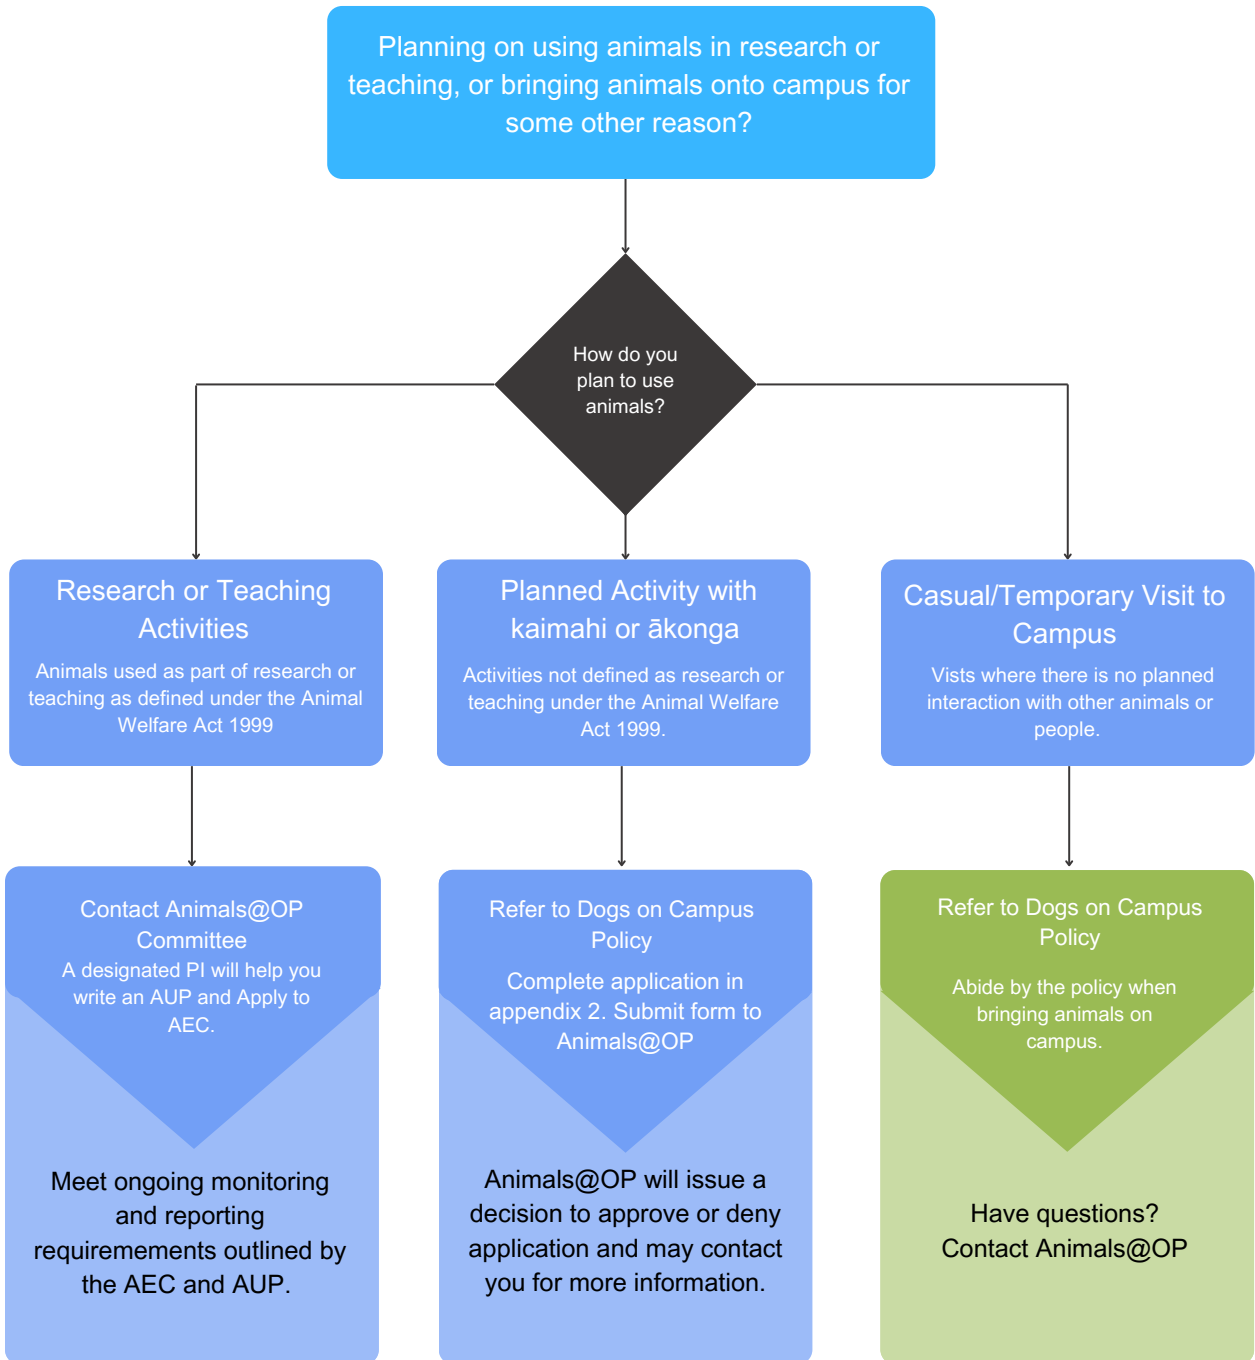 Planning on using animals in research or
teaching, or bringing animals onto campus for
some other reason?
How do you
plan to use
animals?
Research or Teaching
Activities
Animals used as part of research or
teaching as defined under the Animal
Welfare Act 1999
Planned Activity with
kaimahi or ākonga
Activities not defined as research or
teaching under the Animal Welfare
Act 1999.
Casual/Temporary Visit to
Campus
Vists where there is no planned
interaction with other animals or
people.
Contact Animals@OP
Committee
A designated PI will help you
write an AUP and Apply to
AEC.
Meet ongoing monitoring
and reporting
requiremements outlined by
the AEC and AUP.
Refer to Dogs on Campus
Policy
Complete application in
appendix 2. Submit form to
Animals@OP
Animals@OP will issue a
decision to approve or deny
application and may contact
you for more information.
Refer to Dogs on Campus
Policy
Abide by the policy when
bringing animals on
campus.
Have questions?
Contact Animals@OP